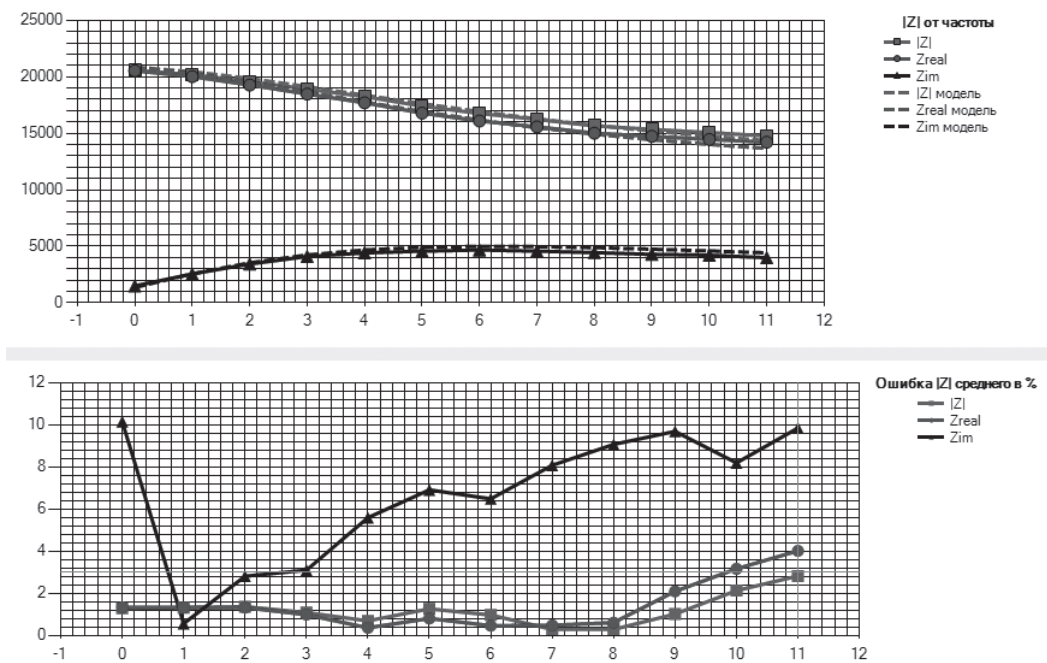 25000
20000
15000
10000
5000
0
-1 0 1 2 3 4 5 6 7 8 9 10 11 12
|Z| от частоты
|Z|
Zreal
Zim
|Z| модель
Zreal модель
Zim модель
12
10
8
6
4
2
0
-1 0 1 2 3 4 5 6 7 8 9 10 11 12
Ошибка |Z| среднего в %
|Z|
Zreal
Zim